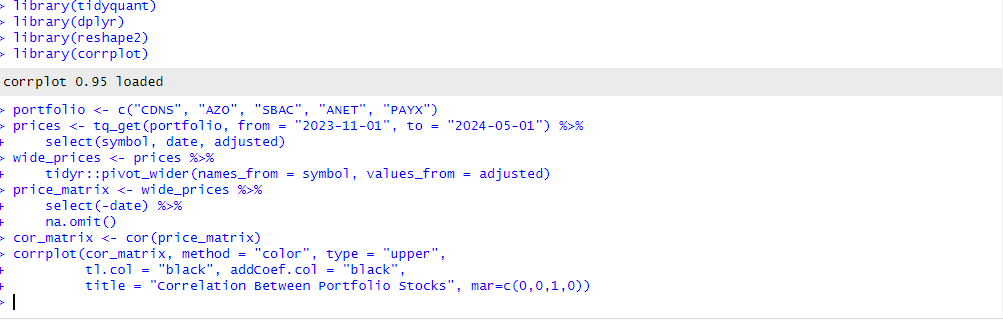 > library(tidyquant)
> library(dplyr)
> library(reshape2)
> library(corrplot)
corrplot 0.95 loaded
> portfolio <- c("CDNS", "AZO", "SBAC", "ANET", "PAYX")
> prices <- tq_get(portfolio, from = "2023-11-01", to = "2024-05-01") %>%
+     select(symbol, date, adjusted)
> wide_prices <- prices %>%
+     tidyr::pivot_wider(names_from = symbol, values_from = adjusted)
> price_matrix <- wide_prices %>%
+     select(-date) %>%
+     na.omit()
> cor_matrix <- cor(price_matrix)
> corrplot(cor_matrix, method = "color", type = "upper",
+          tl.col = "black", addCoef.col = "black",
+          title = "Correlation Between Portfolio Stocks", mar=c(0,0,1,0))
>